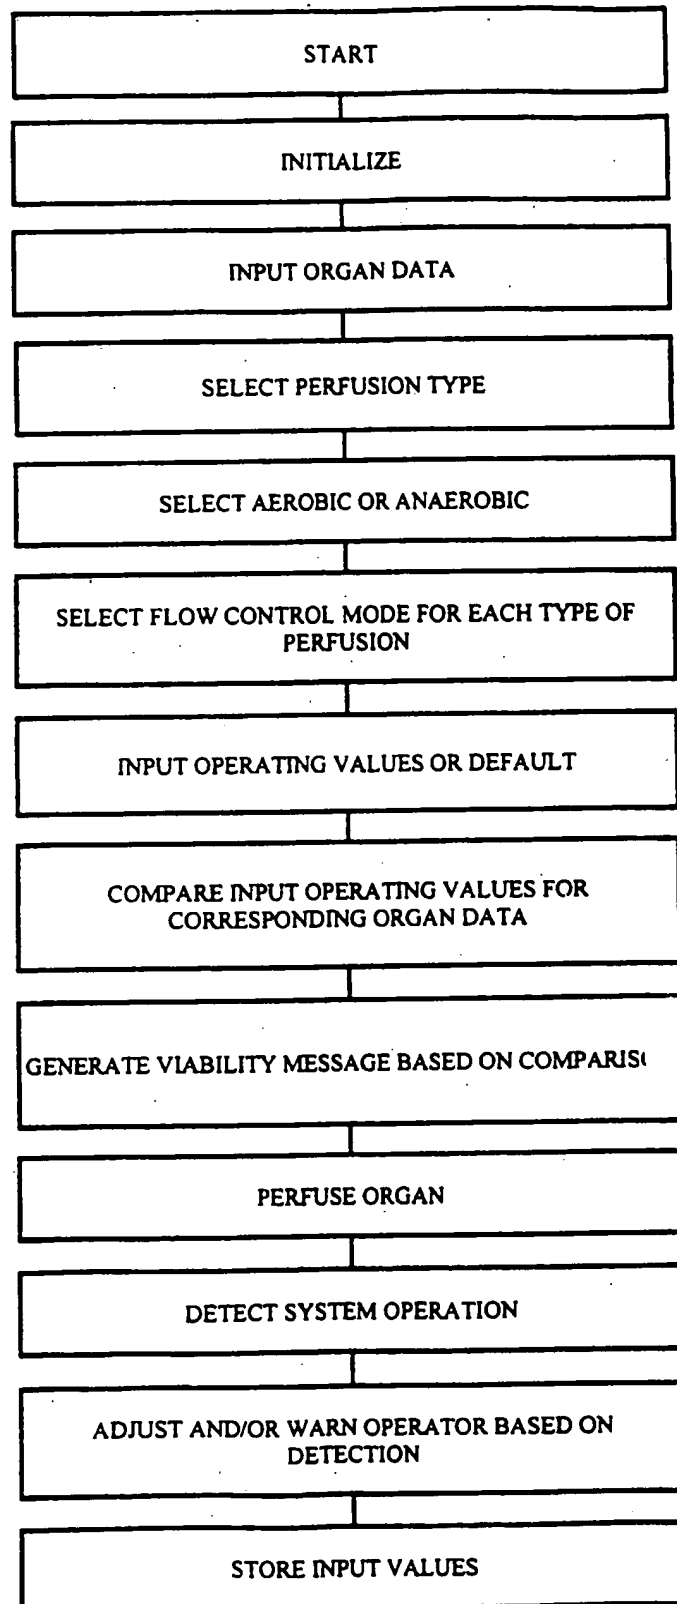 START
INITIALIZE
INPUT ORGAN DATA
SELECT PERFUSION TYPE
SELECT AEROBIC OR ANAEROBIC
SELECT FLOW CONTROL MODE FOR EACH TYPE OF
PERFUSION
INPUT OPERATING VALUES OR DEFAULT
COMPARE INPUT OPERATING VALUES FOR
CORRESPONDING ORGAN DATA
GENERATE VIABILITY MESSAGE BASED ON
PERFUSE ORGAN
DETECT SYSTEM OPERATION
ADJUST AND/OR WARN OPERATOR BASED ON
DETECTION
STORE INPUT VALUES